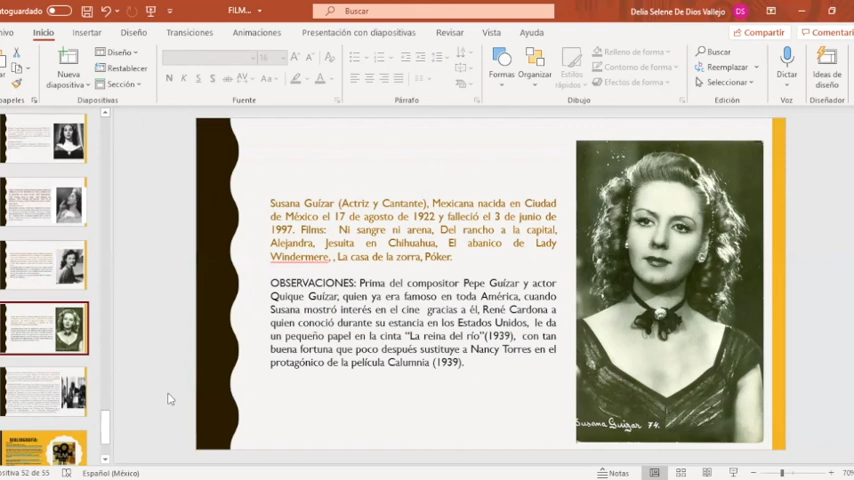 utoguardado
FILM...
Buscar
Delia Selene De Dios Vallejo
DS
Inicio
Insertar
Diseño
Transiciones
Animaciones
Presentación con diapositivas
Revisar
Vista
Ayuda
Compartir
Comentari
Nueva
diapositiva
Diseño
Restablecer
Sección
16
N K S ab AV Aa
Formas
Organizar
Estilos
rápidos
Relleno de forma
Contorno de forma
Efectos de forma
Buscar
Reemplazar
Seleccionar
Dictar
Ideas de
diseño
apeles
Diapositivas
Fuente
Párrafo
Dibujo
Edición
Voz
Diseñador
Susana Guízar (Actriz y Cantante), Mexicana nacida en Ciudad
de México el 17 de agosto de 1922 y falleció el 3 de junio de
1997. Films: Ni sangre ni arena, Del rancho a la capital,
Alejandra, Jesuita en Chihuahua, El abanico de Lady
Windermere, , La casa de la zorra, Póker.
OBSERVACIONES: Prima del compositor Pepe Guízar y actor
Quique Guízar, quien ya era famoso en toda América, cuando
Susana mostró interés en el cine gracias a él, René Cardona a
quien conoció durante su estancia en los Estados Unidos, le da
un pequeño papel en la cinta “La reina del río”(1939), con tan
buena fortuna que poco después sustituye a Nancy Torres en el
protagónico de la película Calumnia (1939).
Susana Guizar 74.
BIBLIOGRAFÍA:
ositiva 52 de 55
Español (México)
Notas
70%